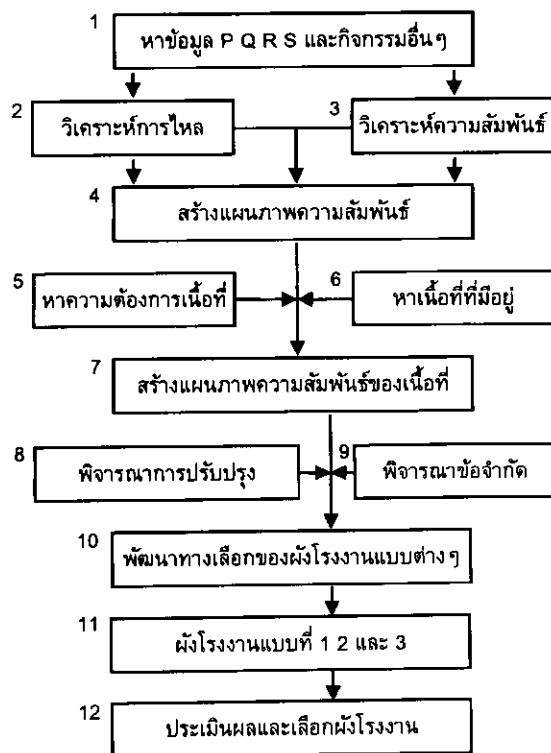 1
หาข้อมูล P Q R S และกิจกรรมอื่นๆ
2
วิเคราะห์การไหล
3
วิเคราะห์ความสัมพันธ์
4
สร้างแผนภาพความสัมพันธ์
5
หาความต้องการเนื้อที่
6
หาเนื้อที่ที่มีอยู่
7
สร้างแผนภาพความสัมพันธ์ของเนื้อที่
8
พิจารณาการปรับปรุง
9
พิจารณาข้อจำกัด
10
พัฒนาทางเลือกของผังโรงงานแบบต่างๆ
11
ผังโรงงานแบบที่ 1 2 และ 3
12
ประเมินผลและเลือกผังโรงงาน